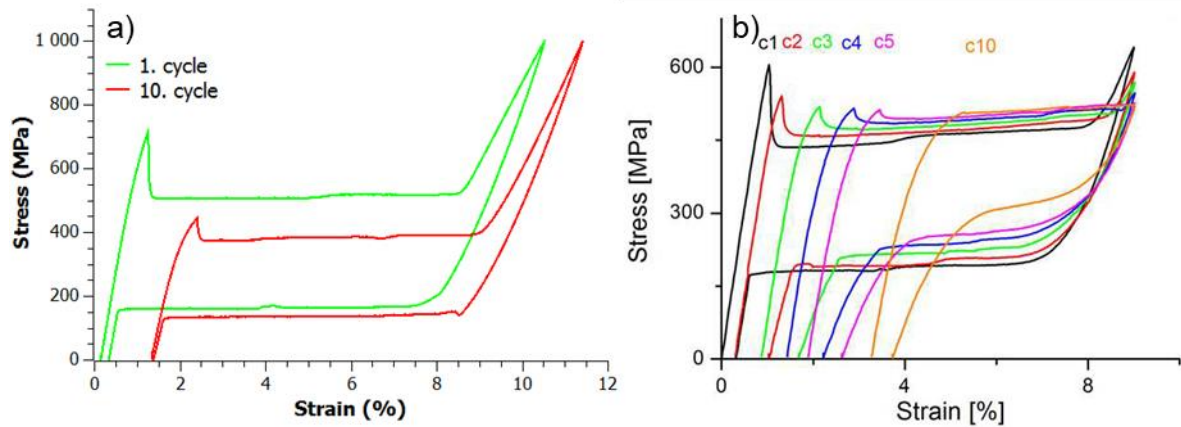 a)
1. cycle
10. cycle
1 000
800
600
400
200
0
Stress (MPa)
0 2 4 6 8 10 12
Strain (%)
b)
c1 c2 c3 c4 c5 c10
600
300
0
Stress [MPa]
0 4 8
Strain [%]